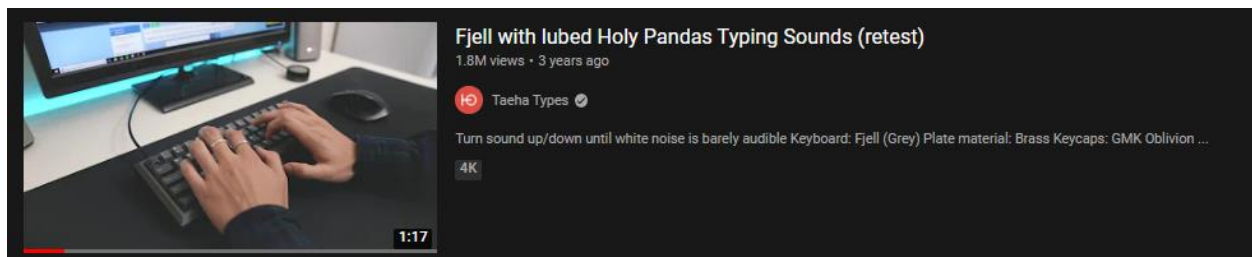 Fjell with lubed Holy Pandas Typing Sounds (retest)
1.8M views • 3 years ago
Taeha Types
Turn sound up/down until white noise is barely audible Keyboard: Fjell (Grey) Plate material: Brass Keycaps: GMK Oblivion ...
4K
1:17